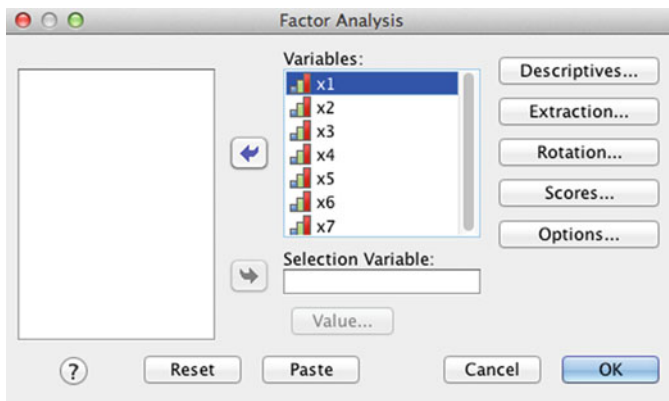 Factor Analysis
Variables:
x1
x2
x3
x4
x5
x6
x7
Descriptives...
Extraction...
Rotation...
Scores...
Options...
Selection Variable:
Value...
?
Reset
Paste
Cancel
OK